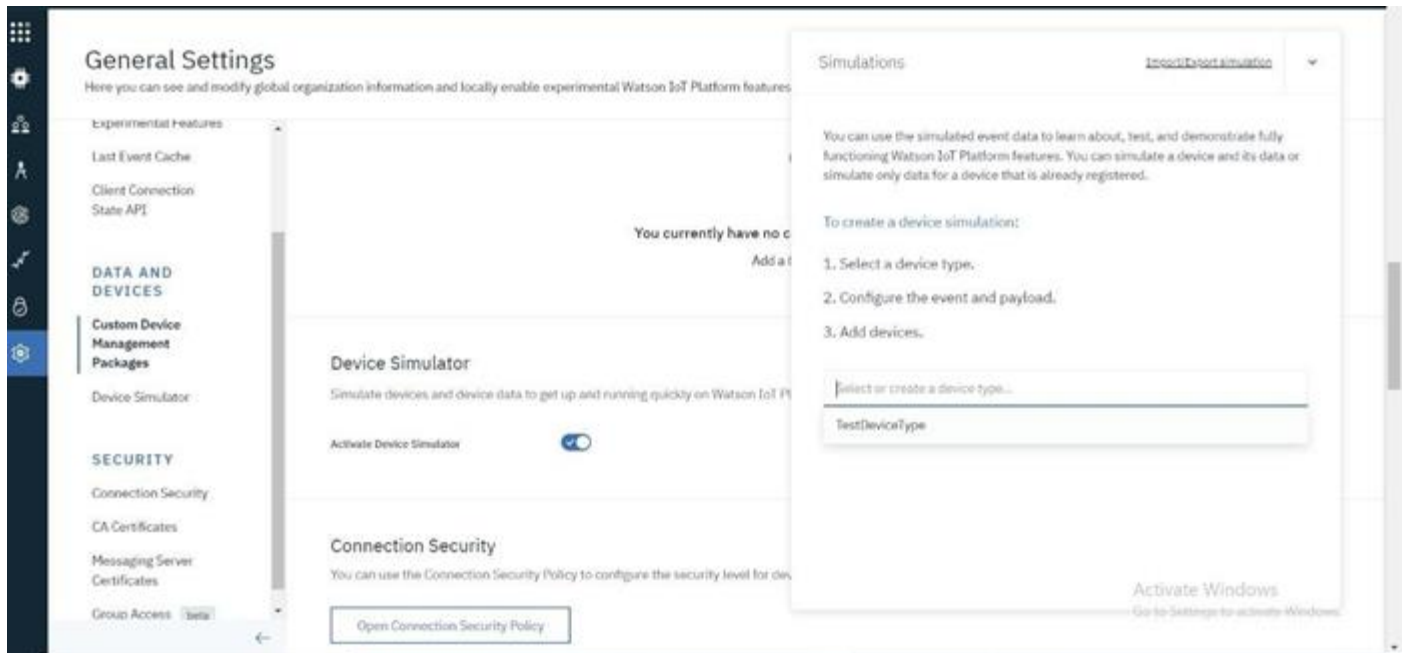 General Settings
Here you can see and modify global organization information and locally enable experimental Watson IoT Platform features
Experimental Features
Last Event Cache
Client Connection
State API
DATA AND
DEVICES
Custom Device
Management
Packages
Device Simulator
SECURITY
Connection Security
CA Certificates
Messaging Server
Certificates
Group Access beta
You currently have no c
Add a
Device Simulator
Simulate devices and device data to get up and running quickly on Watson IoT Pl
Activate Device Simulator
Connection Security
You can use the Connection Security Policy to configure the security level for dev
Open Connection Security Policy
Simulations
Import/Export simulation
You can use the simulated event data to learn about, test, and demonstrate fully
functioning Watson IoT Platform features. You can simulate a device and its data or
simulate only data for a device that is already registered.
To create a device simulation:
1. Select a device type.
2. Configure the event and payload.
3. Add devices.
Select or create a device type...
TestDeviceType
Activate Windows
Go to Settings to activate Windows.